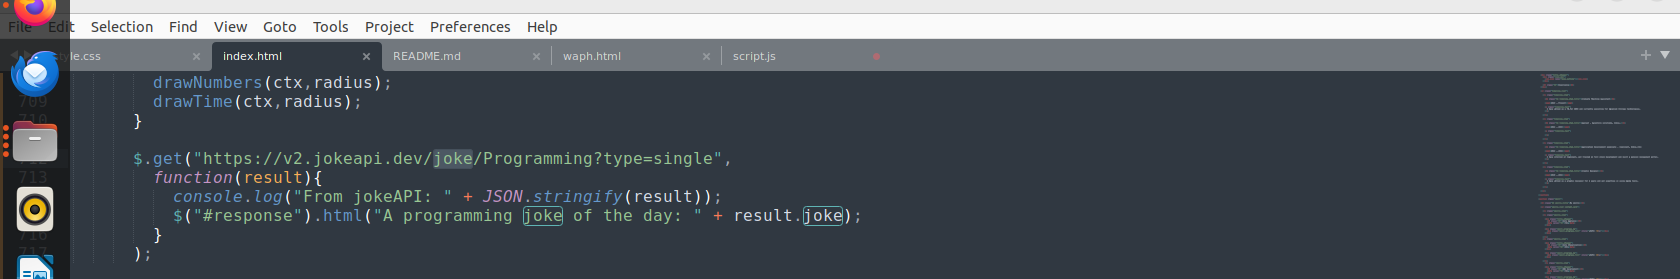 File Edit Selection Find View Goto Tools Project Preferences Help
style.css × index.html × README.md × waph.html × script.js
drawNumbers(ctx,radius);
709 drawTime(ctx,radius);
710 }
712 $.get("https://v2.jokeapi.dev/joke/Programming?type=single",
713 function(result){
console.log("From jokeAPI: " + JSON.stringify(result));
$("#response").html("A programming joke of the day: " + result.joke);
716 }
717 );